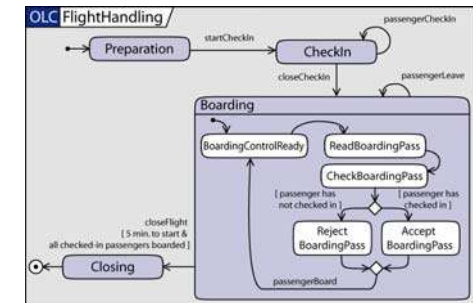 OLC FlightHandling
passengerCheckIn
startCheckIn
Preparation
CheckIn
closeCheckIn
passengerLeave
Boarding
BoardingControlReady
ReadBoardingPass
CheckBoardingPass
[ passenger has
not checked in ]
[ passenger has
checked in ]
Reject
BoardingPass
Accept
BoardingPass
closeFlight
[ 5 min. to start &
all checked-in passengers boarded ]
Closing
passengerBoard